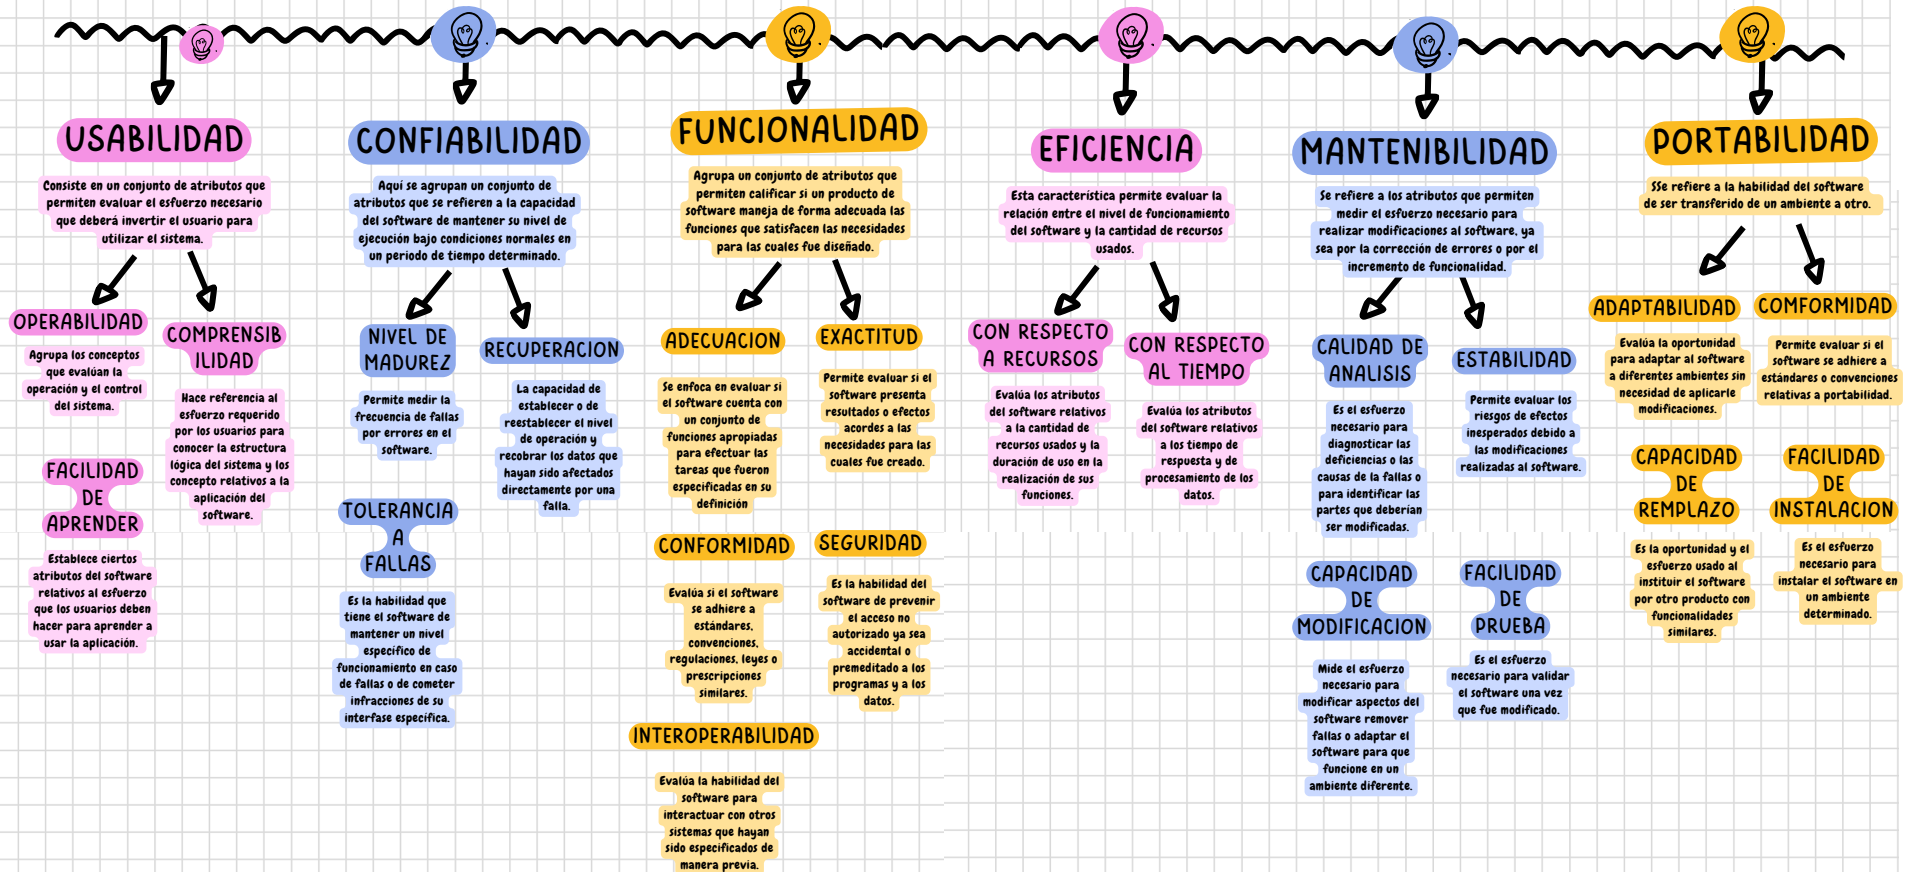 USABILIDAD
Consiste en un conjunto de atributos que
permiten evaluar el esfuerzo necesario
que deberá invertir el usuario para
utilizar el sistema.
OPERABILIDAD
Agrupa los conceptos
que evalúan la
operación y el control
del sistema.
COMPRENSIB
ILIDAD
Hace referencia al
esfuerzo requerido
por los usuarios para
conocer la estructura
lógica del sistema y los
concepto relativos a la
aplicación del
software.
FACILIDAD
DE
APRENDER
Establece ciertos
atributos del software
relativos al esfuerzo
que los usuarios deben
hacer para aprender a
usar la aplicación.
CONFIABILIDAD
Aquí se agrupan un conjunto de
atributos que se refieren a la capacidad
del software de mantener su nivel de
ejecución bajo condiciones normales en
un periodo de tiempo determinado.
NIVEL DE
MADUREZ
Permite medir la
frecuencia de fallas
por errores en el
software.
RECUPERACION
La capacidad de
establecer o de
reestablecer el nivel
de operación y
recobrar los datos que
hayan sido afectados
directamente por una
falla.
TOLERANCIA
A
FALLAS
Es la habilidad que
tiene el software de
mantener un nivel
específico de
funcionamiento en caso
de fallas o de cometer
infracciones de su
interfase específica.
FUNCIONALIDAD
Agrupa un conjunto de atributos que
permiten calificar si un producto de
software maneja de forma adecuada las
funciones que satisfacen las necesidades
para las cuales fue diseñado.
ADECUACION
Se enfoca en evaluar si
el software cuenta con
un conjunto de
funciones apropiadas
para efectuar las
tareas que fueron
especificadas en su
definición
EXACTITUD
Permite evaluar si el
software presenta
resultados o efectos
acordes a las
necesidades para las
cuales fue creado.
CONFORMIDAD
Evalúa si el software
se adhiere a
estándares,
convenciones,
regulaciones, leyes o
prescripciones
similares.
SEGURIDAD
Es la habilidad del
software de prevenir
el acceso no
autorizado ya sea
accidental o
premeditado a los
programas y a los
datos.
INTEROPERABILIDAD
Evalúa la habilidad del
software para
interactuar con otros
sistemas que hayan
sido especificados de
manera previa.
EFICIENCIA
Esta característica permite evaluar la
relación entre el nivel de funcionamiento
del software y la cantidad de recursos
usados.
CON RESPECTO
A RECURSOS
Evalúa los atributos
del software relativos
a la cantidad de
recursos usados y la
duración de uso en la
realización de sus
funciones.
CON RESPECTO
AL TIEMPO
Evalúa los atributos
del software relativos
a los tiempo de
respuesta y de
procesamiento de los
datos.
MANTENIBILIDAD
Se refiere a los atributos que permiten
medir el esfuerzo necesario para
realizar modificaciones al software, ya
sea por la corrección de errores o por el
incremento de funcionalidad.
CALIDAD DE
ANALISIS
Es el esfuerzo
necesario para
diagnosticar las
deficiencias o las
causas de la fallas o
para identificar las
partes que deberían
ser modificadas.
ESTABILIDAD
Permite evaluar los
riesgos de efectos
inesperados debido a
las modificaciones
realizadas al software.
CAPACIDAD
DE
MODIFICACION
Mide el esfuerzo
necesario para
modificar aspectos del
software remover
fallas o adaptar el
software para que
funcione en un
ambiente diferente.
FACILIDAD
DE
PRUEBA
Es el esfuerzo
necesario para validar
el software una vez
que fue modificado.
PORTABILIDAD
SSe refiere a la habilidad del software
de ser transferido de un ambiente a otro.
ADAPTABILIDAD
Evalúa la oportunidad
para adaptar al software
a diferentes ambientes sin
necesidad de aplicarle
modificaciones.
COMFORMIDAD
Permite evaluar si el
software se adhiere a
estándares o convenciones
relativas a portabilidad.
CAPACIDAD
DE
REMPLAZO
Es la oportunidad y el
esfuerzo usado al
instituir el software
por otro producto con
funcionalidades
similares.
FACILIDAD
DE
INSTALACION
Es el esfuerzo
necesario para
instalar el software en
un ambiente
determinado.